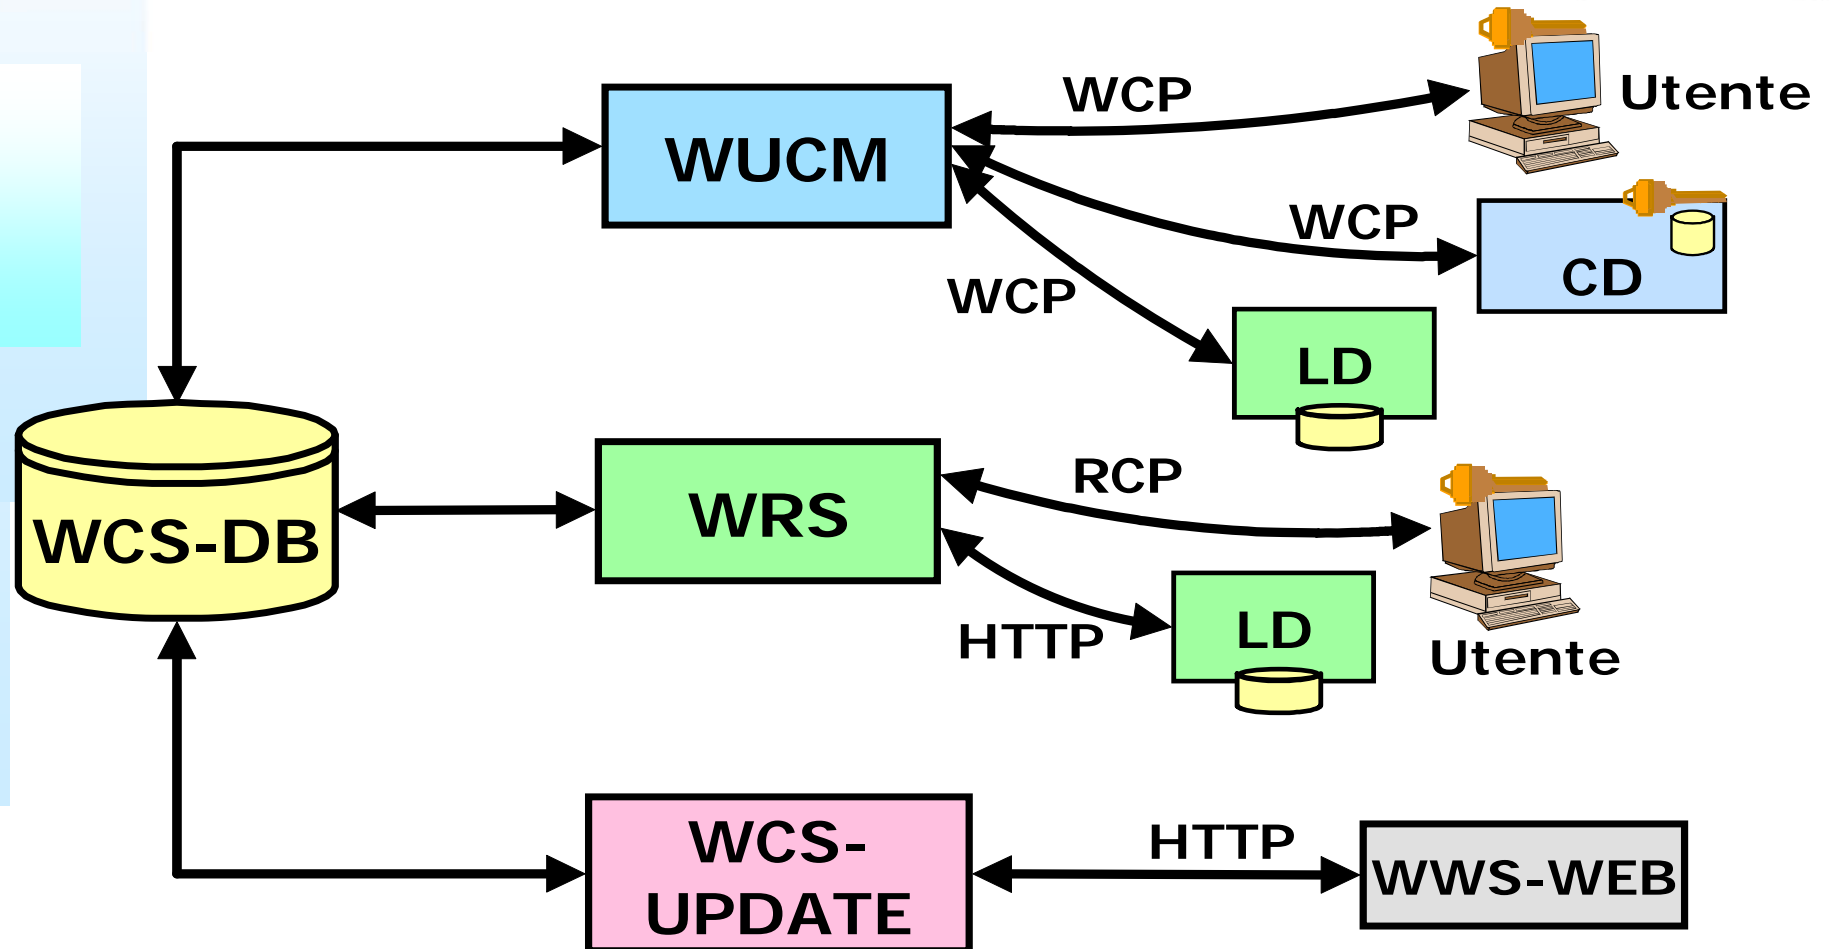 WCP
Utente
WUCM
WCP
CD
WCP
LD
RCP
WRS
WCS-DB
HTTP
LD
Utente
WCS-
UPDATE
HTTP
WWS-WEB